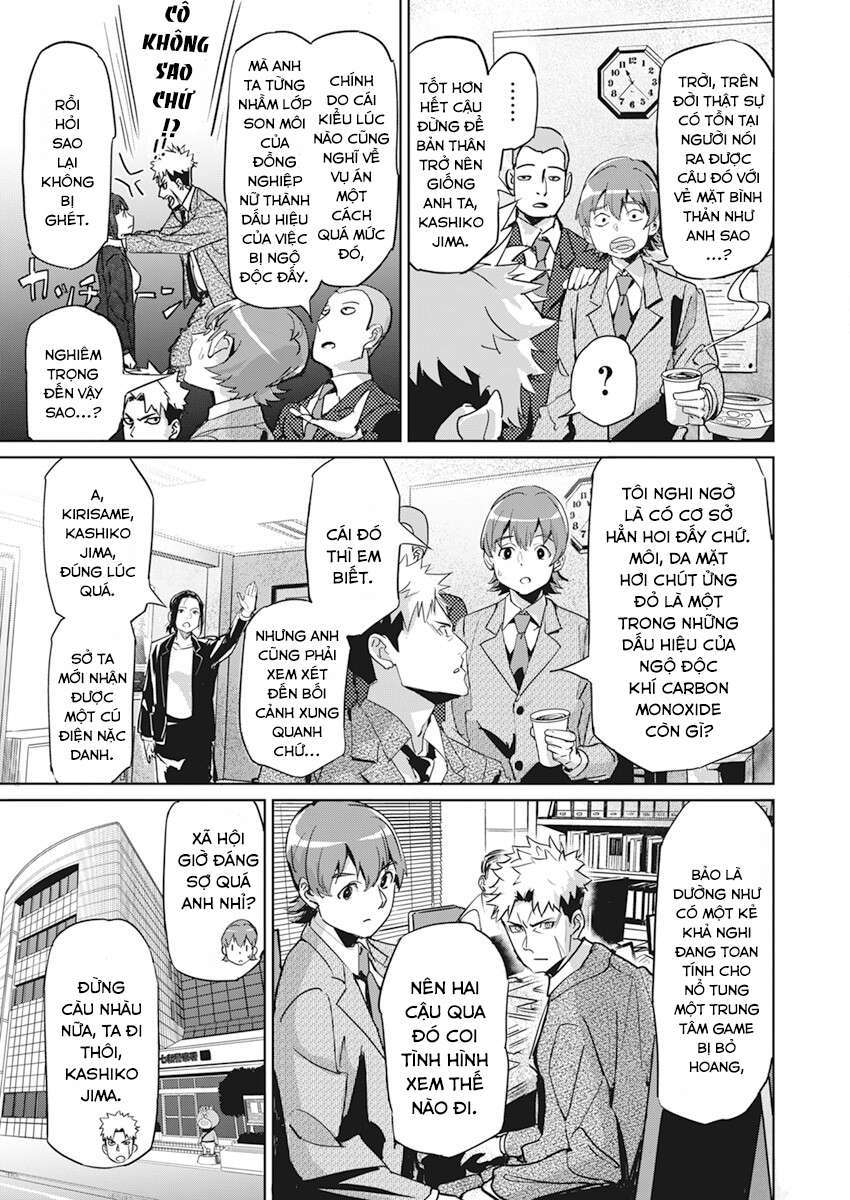 TRỜI, TRÊN
ĐỜI THẬT SỰ
CÓ TỒN TẠI
NGƯỜI NÓI
RA ĐƯỢC
CÂU ĐÓ VỚI
VẺ MẶT BÌNH
THẢN NHƯ
ANH SAO
...?
......
TỐT HƠN
HẾT CẬU
ĐỪNG ĐỂ
BẢN THÂN
TRỞ NÊN
GIỐNG
ANH TA,
KASHIKO
JIMA.
?
CHÍNH
DO CÁI
KIỂU LÚC
NÀO CŨNG
NGHĨ VỀ
VỤ ÁN
MỘT
CÁCH
QUÁ MỨC
ĐÓ,
MÀ ANH
TA TỪNG
NHẦM LỚP
SON MÔI
CỦA
ĐỒNG
NGHIỆP
NỮ THÀNH
DẤU HIỆU
CỦA VIỆC
BỊ NGỘ
ĐỘC ĐẤY.
CÔ
KHÔNG
SAO
CHỨ
!?
RỒI
HỎI
SAO
LẠI
KHÔNG
BỊ
GHÉT.
カッチーン
NGHIÊM
TRỌNG
ĐẾN VẬY
SAO...?
TÔI NGHI NGỜ
LÀ CÓ CƠ SỞ
HẲN HOI ĐẤY CHỨ.
MÔI, DA MẶT
HƠI CHÚT ỬNG
ĐỎ LÀ MỘT
TRONG NHỮNG
DẤU HIỆU CỦA
NGỘ ĐỘC
KHÍ CARBON
MONOXIDE
CÒN GÌ?
CÁI ĐÓ
THÌ EM
BIẾT.
NHƯNG ANH
CŨNG PHẢI
XEM XÉT
ĐẾN BỐI
CẢNH XUNG
QUANH
CHỨ...
A,
KIRISAME,
KASHIKO
JIMA,
ĐÚNG LÚC
QUÁ.
SỞ TA
MỚI NHẬN
ĐƯỢC
MỘT CÚ
ĐIỆN NẶC
DANH.
BẢO LÀ
DƯỜNG NHƯ
CÓ MỘT KẺ
KHẢ NGHI
ĐANG TOAN
TÍNH CHO
NỔ TUNG
MỘT TRUNG
TÂM GAME
BỊ BỎ
HOANG,
NÊN HAI
CẬU QUA
ĐÓ COI
TÌNH HÌNH
XEM THẾ
NÀO ĐI.
XÃ HỘI
GIỜ ĐÁNG
SỢ QUÁ
ANH NHỈ?
ĐỪNG
CÀU NHÀU
NỮA, TA ĐI
THÔI,
KASHIKO
JIMA.